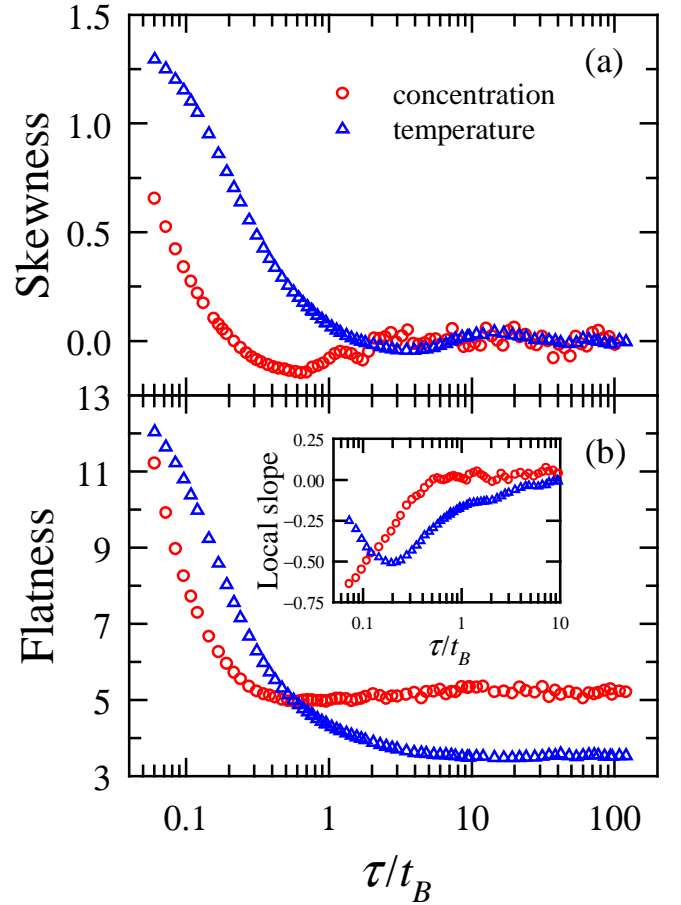 1.5
(a)
concentration
temperature
1.0
0.5
0.0
Skewness
13
11
9
7
5
3
Flatness
(b)
0.25
0.00
−0.25
−0.50
−0.75
Local slope
0.1 1 10
τ/t_B
0.1 1 10 100
τ/t_B